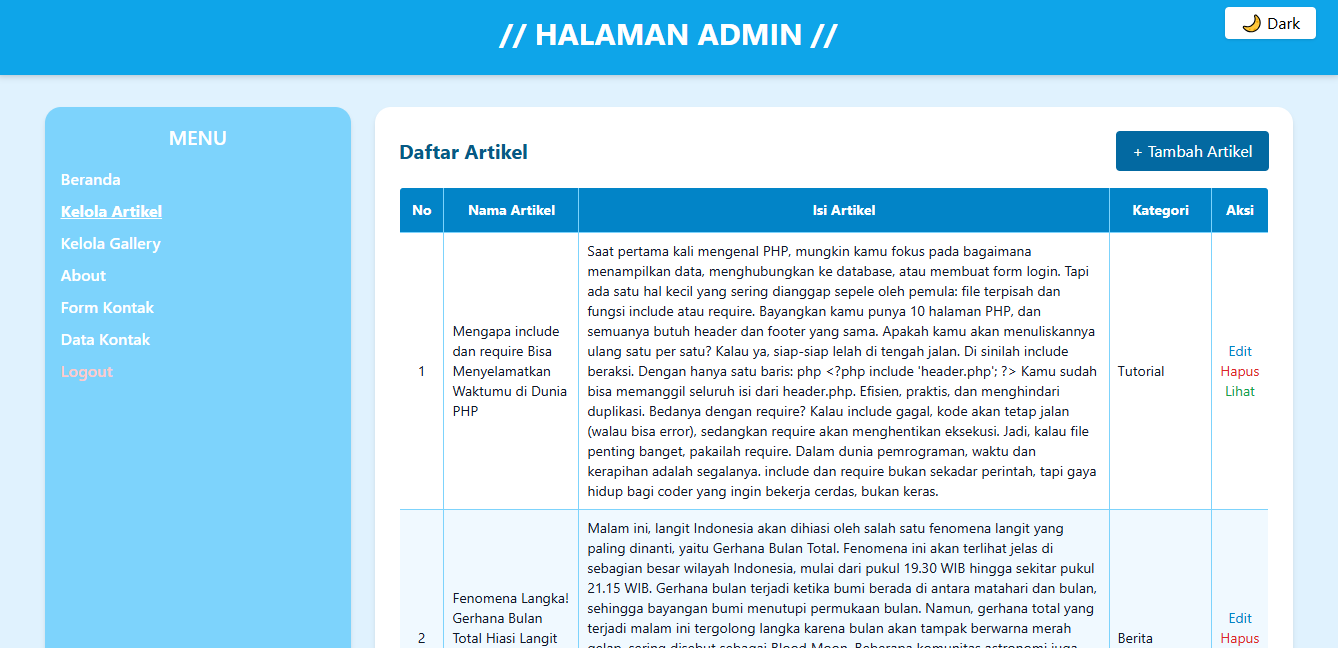 // HALAMAN ADMIN //
🌙 Dark
MENU
Beranda
Kelola Artikel
Kelola Gallery
About
Form Kontak
Data Kontak
Logout
Daftar Artikel
+ Tambah Artikel
No Nama Artikel Isi Artikel Kategori Aksi
1
Mengapa include
dan require Bisa
Menyelamatkan
Waktumu di Dunia
PHP
Saat pertama kali mengenal PHP, mungkin kamu fokus pada bagaimana
menampilkan data, menghubungkan ke database, atau membuat form login. Tapi
ada satu hal kecil yang sering dianggap sepele oleh pemula: file terpisah dan
fungsi include atau require. Bayangkan kamu punya 10 halaman PHP, dan
semuanya butuh header dan footer yang sama. Apakah kamu akan menuliskannya
ulang satu per satu? Kalau ya, siap-siap lelah di tengah jalan. Di sinilah include
beraksi. Dengan hanya satu baris: php <?php include 'header.php'; ?> Kamu sudah
bisa memanggil seluruh isi dari header.php. Efisien, praktis, dan menghindari
duplikasi. Bedanya dengan require? Kalau include gagal, kode akan tetap jalan
(walau bisa error), sedangkan require akan menghentikan eksekusi. Jadi, kalau file
penting banget, pakailah require. Dalam dunia pemrograman, waktu dan
kerapihan adalah segalanya. include dan require bukan sekadar perintah, tapi gaya
hidup bagi coder yang ingin bekerja cerdas, bukan keras.
Tutorial
Edit
Hapus
Lihat
2
Fenomena Langka!
Gerhana Bulan
Total Hiasi Langit
Malam ini, langit Indonesia akan dihiasi oleh salah satu fenomena langit yang
paling dinanti, yaitu Gerhana Bulan Total. Fenomena ini akan terlihat jelas di
sebagian besar wilayah Indonesia, mulai dari pukul 19.30 WIB hingga sekitar pukul
21.15 WIB. Gerhana bulan terjadi ketika bumi berada di antara matahari dan bulan,
sehingga bayangan bumi menutupi permukaan bulan. Namun, gerhana total yang
terjadi malam ini tergolong langka karena bulan akan tampak berwarna merah
gelap, sering disebut sebagai Blood Moon. Beberapa komunitas astronomi juga
Berita
Edit
Hapus